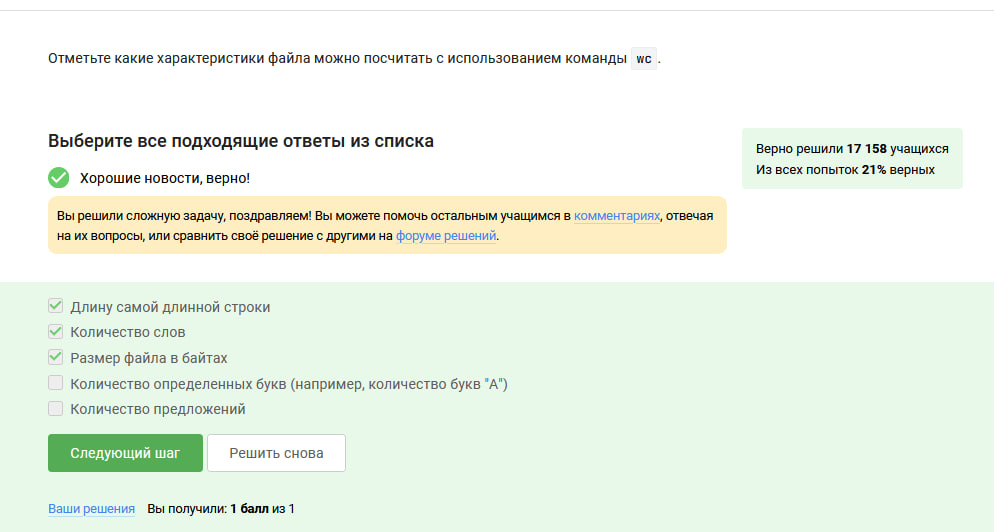 Отметьте какие характеристики файла можно посчитать с использованием команды wc.
Выберите все подходящие ответы из списка
Верно решили 17 158 учащихся
Из всех попыток 21% верных
Хорошие новости, верно!
Вы решили сложную задачу, поздравляем! Вы можете помочь остальным учащимся в комментариях, отвечая
на их вопросы, или сравнить своё решение с другими на форуме решений.
Длину самой длинной строки
Количество слов
Размер файла в байтах
Количество определенных букв (например, количество букв "А")
Количество предложений
Следующий шаг
Решить снова
Ваши решения Вы получили: 1 балл из 1